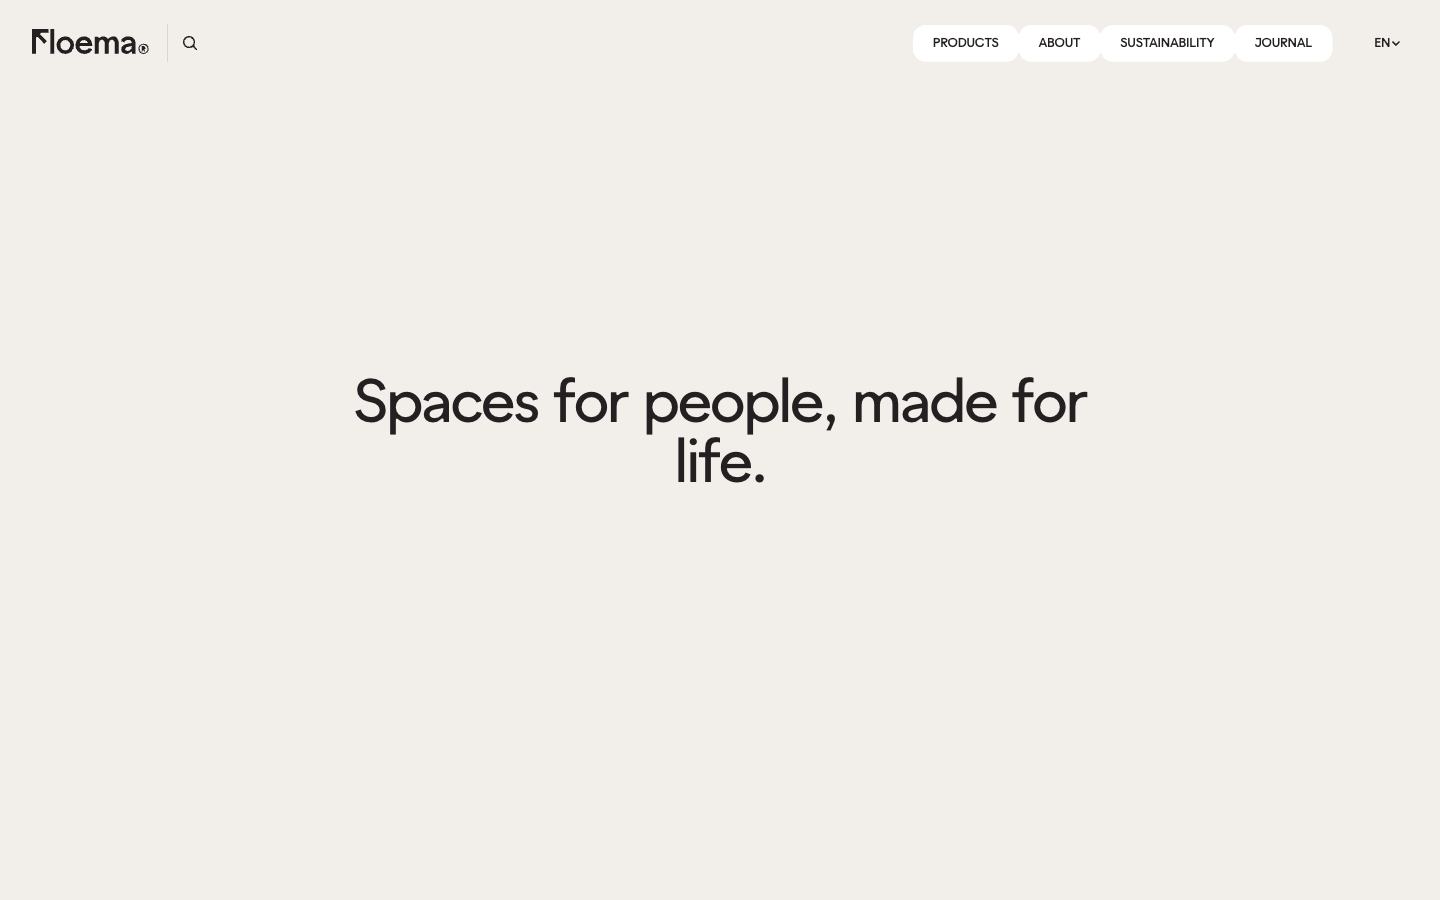 Floema®
PRODUCTS
ABOUT
SUSTAINABILITY
JOURNAL
EN
Spaces for people, made for
life.